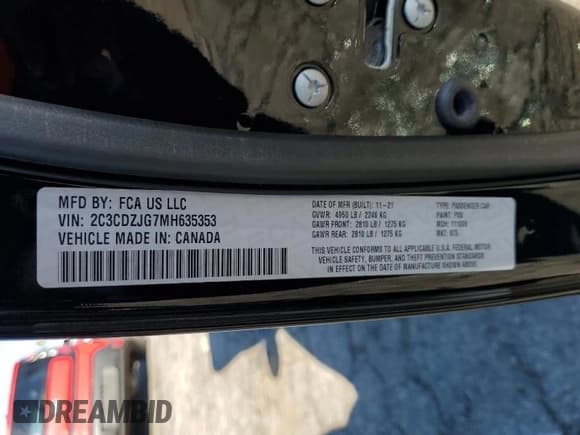 MFD BY: FCA US LLC
VIN: 2C3CDZJG7MH635353
VEHICLE MADE IN: CANADA
DATE OF MFR (BUILT): 11-21
GVWR: 4950 LB / 2246 KG
GAWR FRONT: 2810 LB / 1275 KG
GAWR REAR: 2810 LB / 1275 KG
TYPE: PASSENGER CAR
PAINT:
MDH:
THIS VEHICLE CONFORMS TO ALL APPLICABLE U.S.A. FEDERAL MOTOR
VEHICLE SAFETY, BUMPER, AND THEFT PREVENTION STANDARDS
IN EFFECT ON THE DATE OF MANUFACTURE SHOWN ABOVE.
DREAMBID